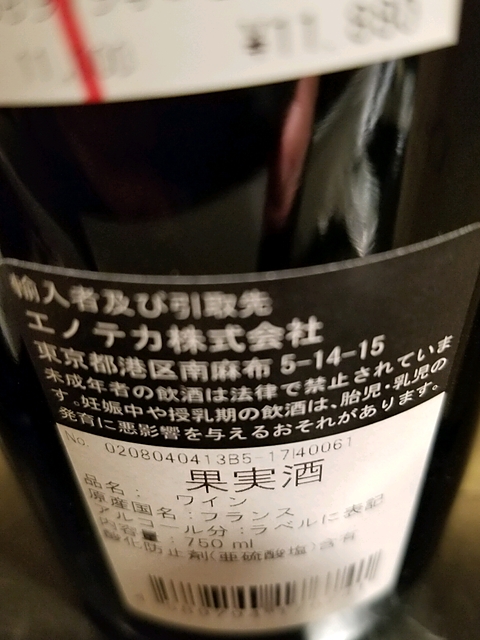 ¥11,880
輸入者及び引取先
エノテカ株式会社
東京都港区南麻布 5-14-15
未成年者の飲酒は法律で禁止されていま
す。妊娠中や授乳期の飲酒は、胎児・乳児の
発育に悪影響を与えるおそれがあります。
No. 0208040413B5-17|40061
果実酒
品名: ワイン
原産国名:フランス
アルコール分:ラベルに表記
内容量:750 ml
酸化防止剤(亜硫酸塩)含有